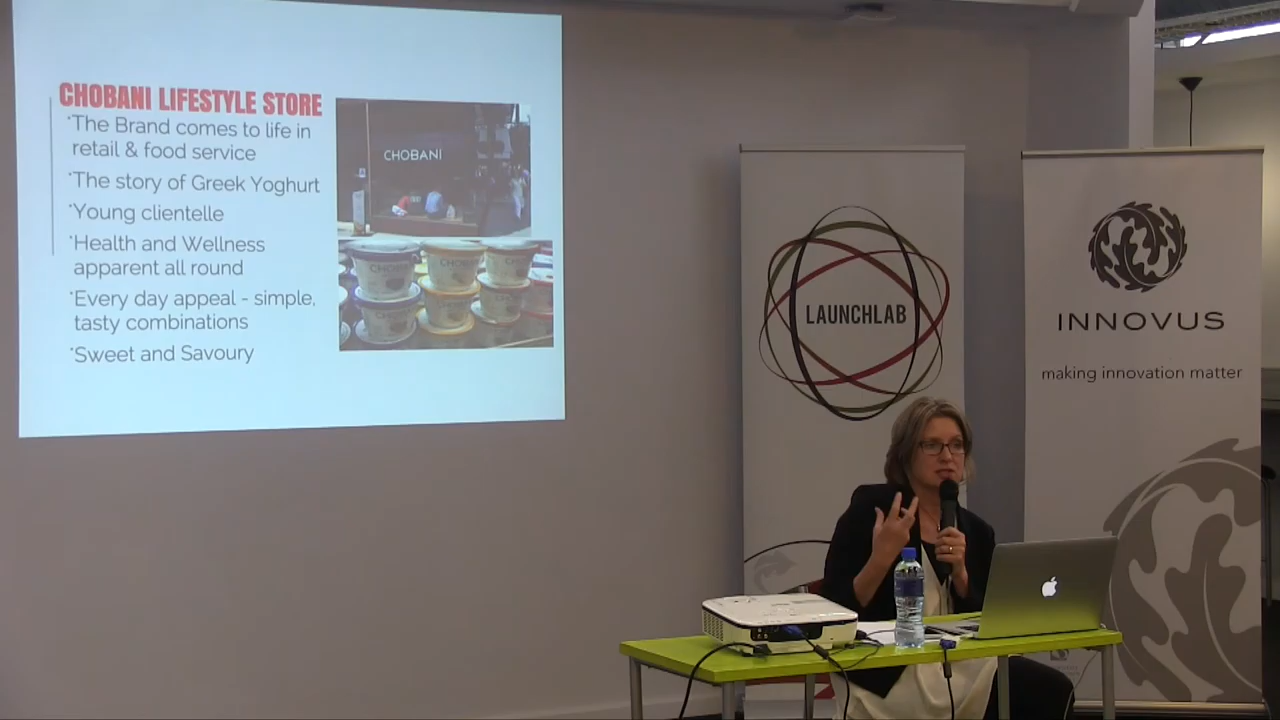 CHOBANI LIFESTYLE STORE
*The Brand comes to life in
retail & food service
*The story of Greek Yoghurt
*Young clientelle
*Health and Wellness
apparent all round
*Every day appeal - simple,
tasty combinations
*Sweet and Savoury
CHOBANI
LAUNCHLAB
INNOVUS
making innovation matter